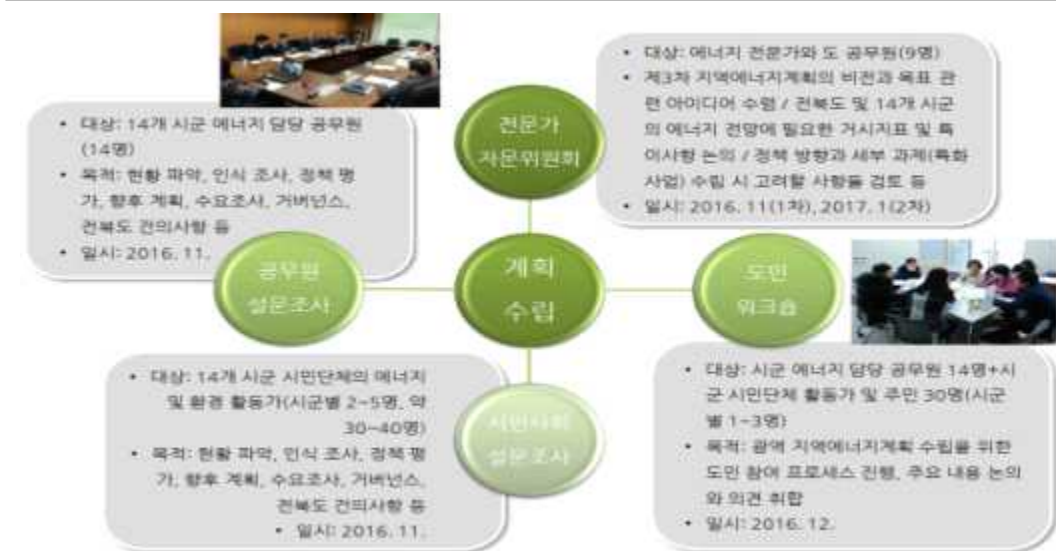 대상: 에너지 전문가와 도 공무원(9명)
제3차 지역에너지계획의 비전과 목표 관
련 아이디어 수렴 / 전북도 및 14개 시군
의 에너지 전망에 필요한 거시지표 및 특
이사항 논의 / 정책 방향과 세부 과제(특화
사업) 수립 시 고려할 사항들 검토 등
일시: 2016. 11(1차), 2017. 1(2차)
전문가
자문위원회
대상: 14개 시군 에너지 담당 공무원
(14명)
목적: 현황 파악, 인식 조사, 정책 평
가, 향후 계획, 수요조사, 거버넌스,
전북도 건의사항 등
일시: 2016. 11.
공무원
설문조사
계획
수립
도민
워크숍
대상: 14개 시군 시민단체의 에너지
및 환경 활동가(시군별 2~5명, 약
30~40명)
목적: 현황 파악, 인식 조사, 정책 평
가, 향후 계획, 수요조사, 거버넌스,
전북도 건의사항 등
일시: 2016. 11.
시민사회
설문조사
대상: 시군 에너지 담당 공무원 14명+시
군 시민단체 활동가 및 주민 30명(시군
별 1~3명)
목적: 광역 지역에너지계획 수립을 위한
도민 참여 프로세스 진행, 주요 내용 논의
와 의견 취합
일시: 2016. 12.